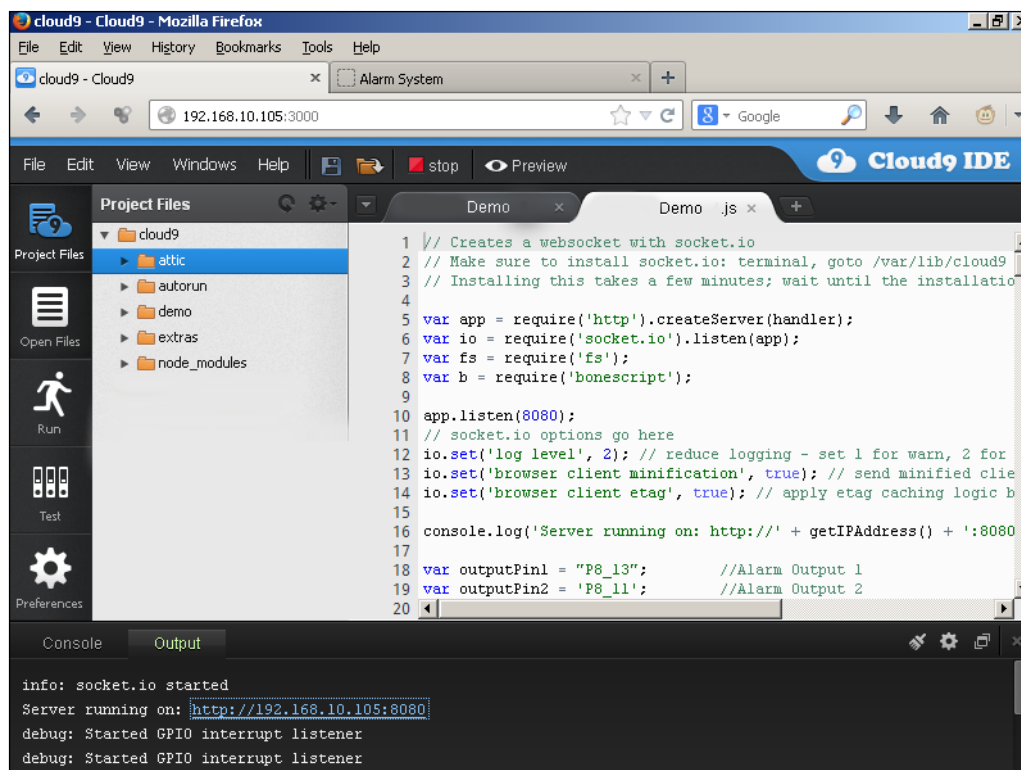 cloud9 - Cloud9 - Mozilla Firefox
File Edit View History Bookmarks Tools Help
cloud9 - Cloud9 × Alarm System × +
192.168.10.105:3000 8 Google
File Edit View Windows Help stop Preview 9 Cloud9 IDE
Project Files
Demo ×
Demo .js × +
Project Files
Open Files
Run
Test
Preferences
cloud9
attic
autorun
demo
extras
node_modules
1 // Creates a websocket with socket.io
2 // Make sure to install socket.io: terminal, goto /var/lib/cloud9
3 // Installing this takes a few minutes; wait until the installatio
4
5 var app = require('http').createServer(handler);
6 var io = require('socket.io').listen(app);
7 var fs = require('fs');
8 var b = require('bonescript');
9
10 app.listen(8080);
11 // socket.io options go here
12 io.set('log level', 2); // reduce logging - set 1 for warn, 2 for
13 io.set('browser client minification', true); // send minified clie
14 io.set('browser client etag', true); // apply etag caching logic b
15
16 console.log('Server running on: http://' + getIPAddress() + ':8080
17
18 var outputPin1 = "P8_13"; //Alarm Output 1
19 var outputPin2 = 'P8_11'; //Alarm Output 2
20
Console Output
info: socket.io started
Server running on: http://192.168.10.105:8080
debug: Started GPIO interrupt listener
debug: Started GPIO interrupt listener